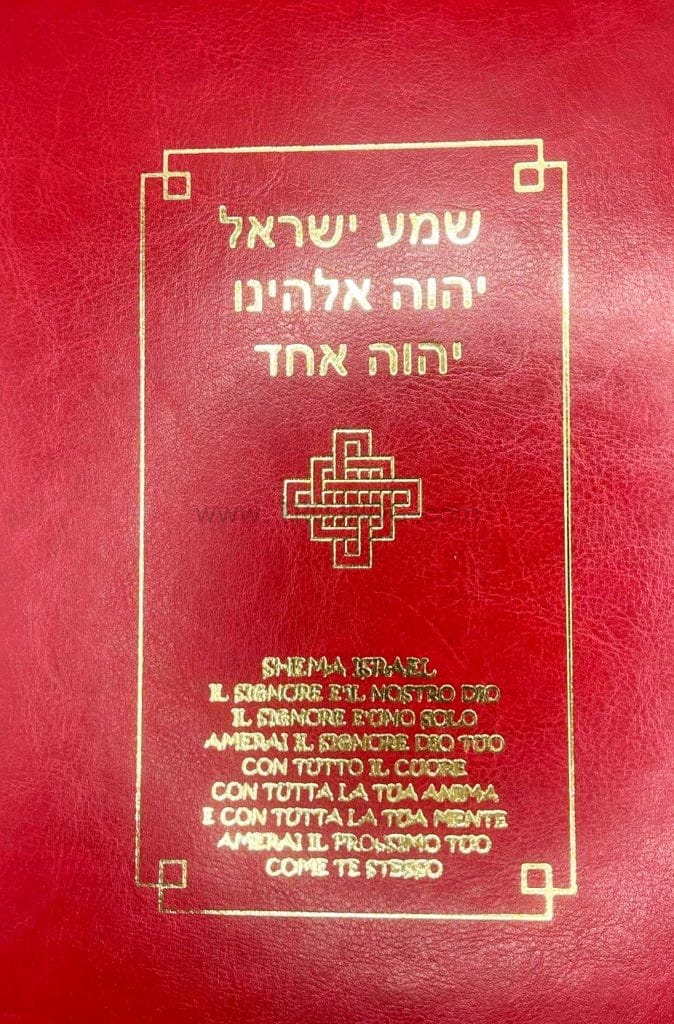 שמע ישראל
יהוה אלהינו
יהוה אחד
SHEMA ISRAEL
IL SIGNORE E'IL NOSTRO DIO
IL SIGNORE E'UNO SOLO
AMERAI IL SIGNORE DIO TUO
CON TUTTO IL CUORE
CON TUTTA LA TUA ANIMA
E CON TUTTA LA TUA MENTE
AMERAI IL PROSSIMO TUO
COME TE STESSO